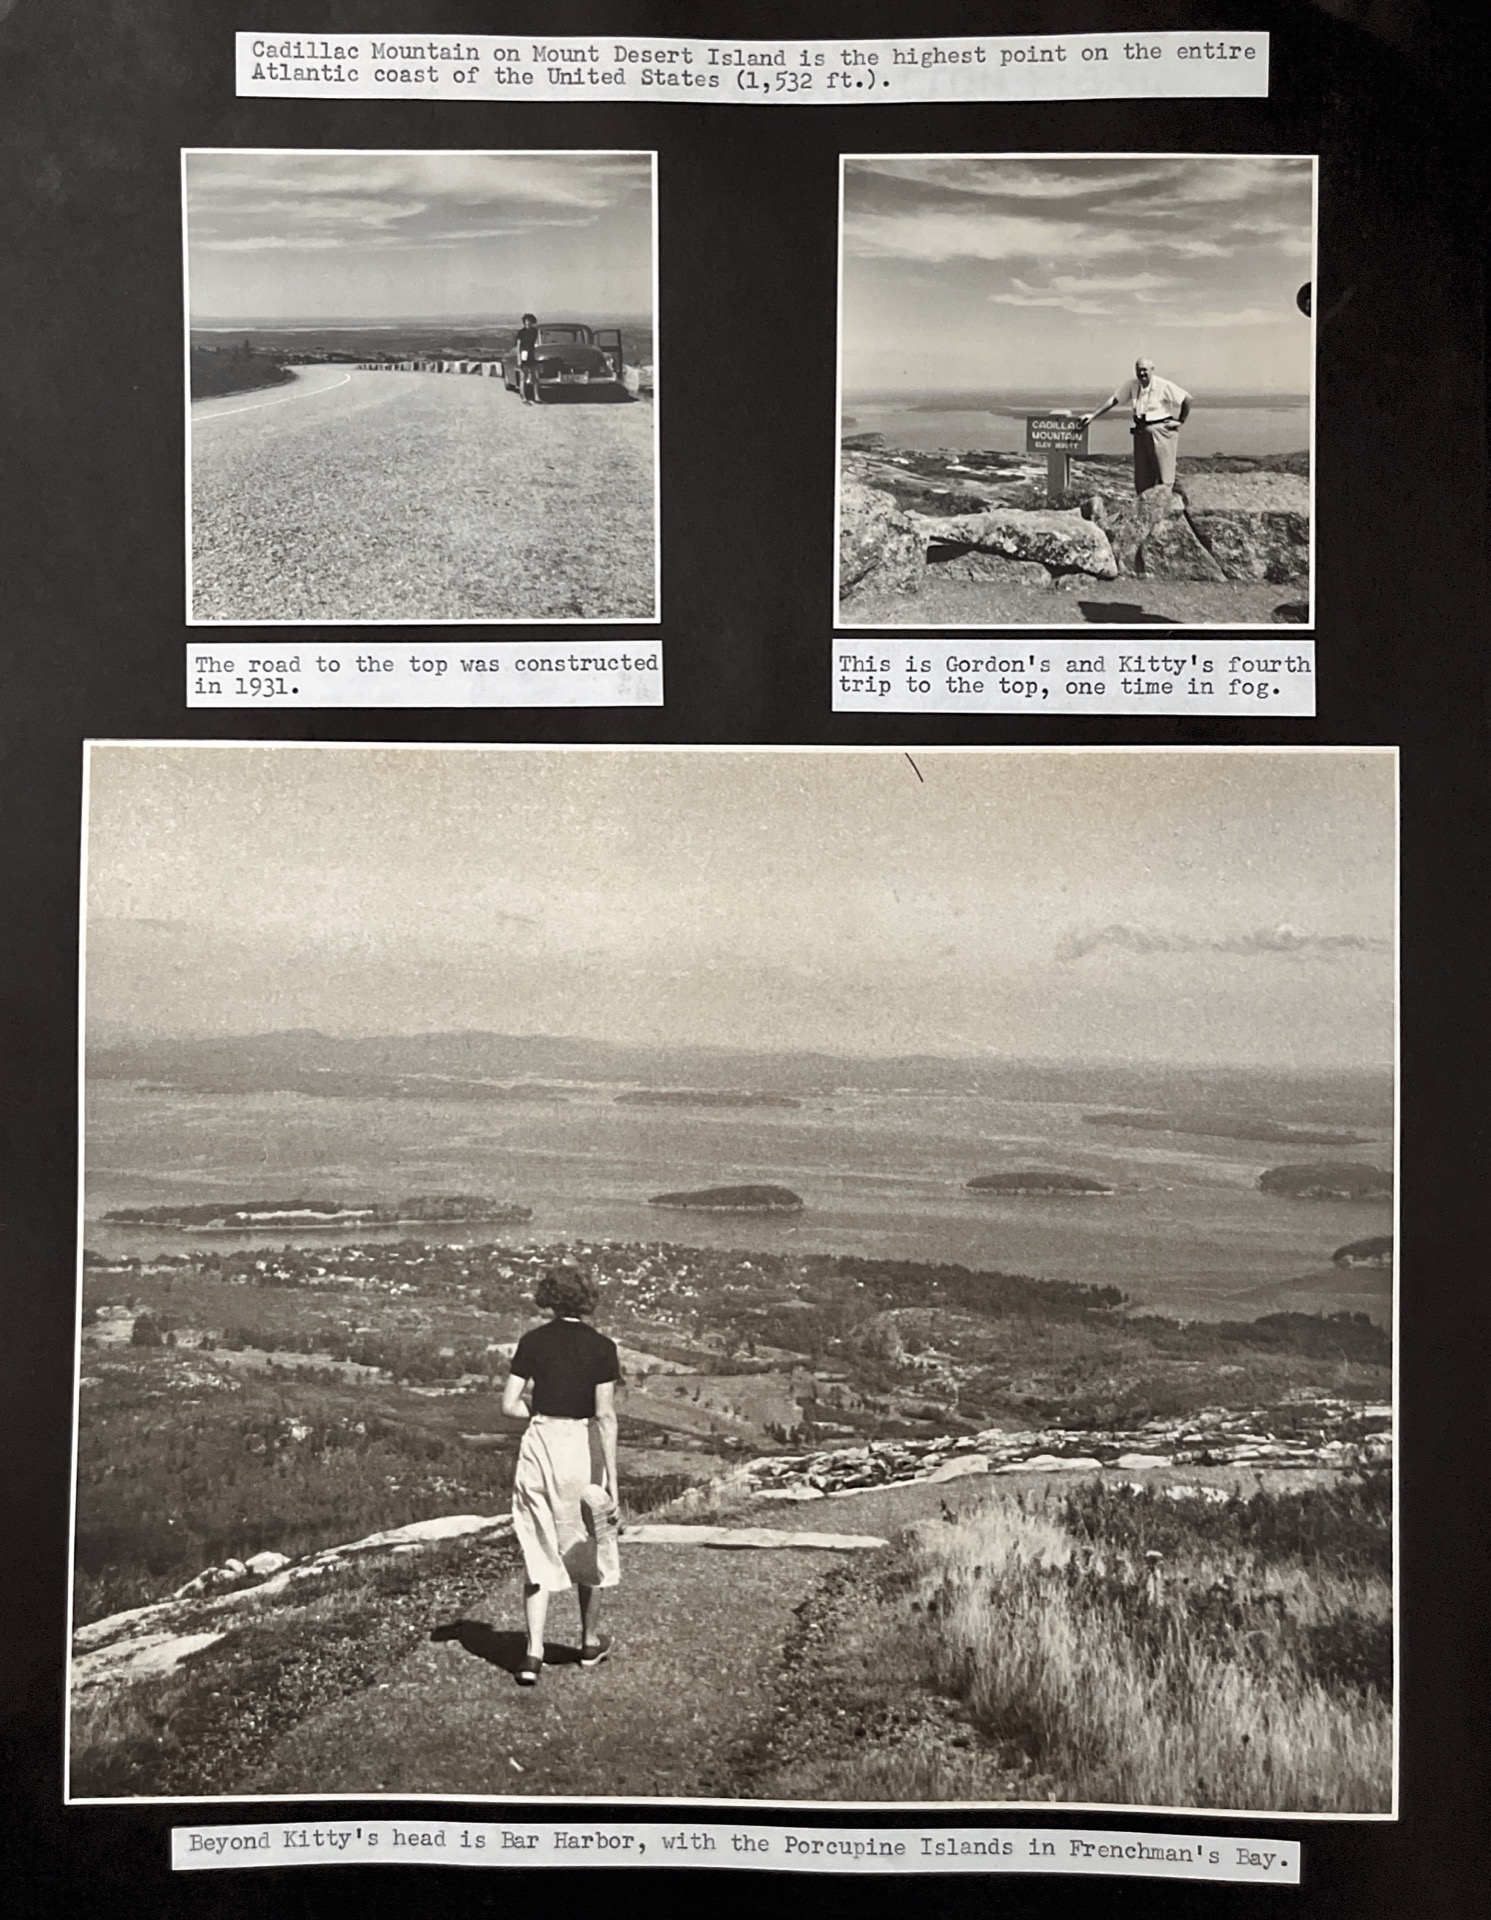 Cadillac Mountain on Mount Desert Island is the highest point on the entire
Atlantic coast of the United States (1,532 ft.).
CADILLAC
MOUNTAIN
ELEV
The road to the top was constructed
in 1931.
This is Gordon's and Kitty's fourth
trip to the top, one time in fog.
Beyond Kitty's head is Bar Harbor, with the Porcupine Islands in Frenchman's Bay.